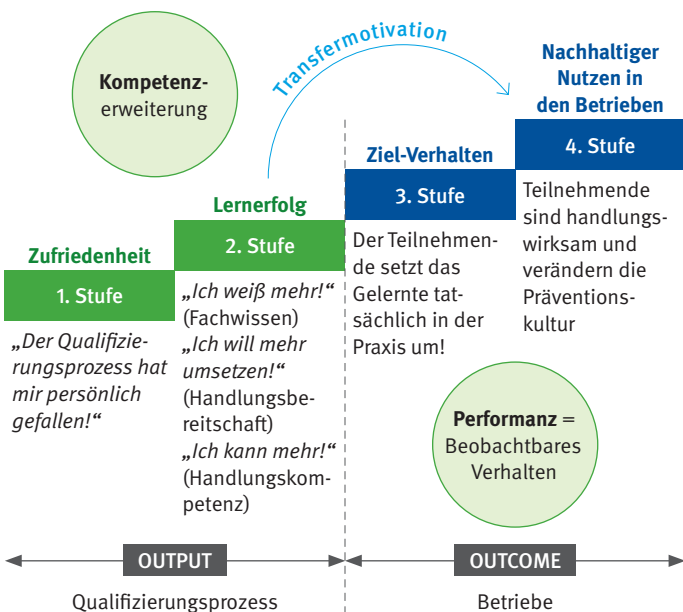 Kompetenz-
erweiterung
Transfermotivation
Zufriedenheit
1. Stufe
„Der Qualifizie-
rungsprozess hat
mir persönlich
gefallen!“
Lernerfolg
2. Stufe
„Ich weiß mehr!“
(Fachwissen)
„Ich will mehr
umsetzen!“
(Handlungsbe-
reitschaft)
„Ich kann mehr!“
(Handlungskom-
petenz)
Ziel-Verhalten
3. Stufe
Der Teilnehmen-
de setzt das
Gelernte tat-
sächlich in der
Praxis um!
Nachhaltiger
Nutzen in
den Betrieben
4. Stufe
Teilnehmende
sind handlungs-
wirksam und
verändern die
Präventions-
kultur
Performanz =
Beobachtbares
Verhalten
OUTPUT
Qualifizierungsprozess
OUTCOME
Betriebe